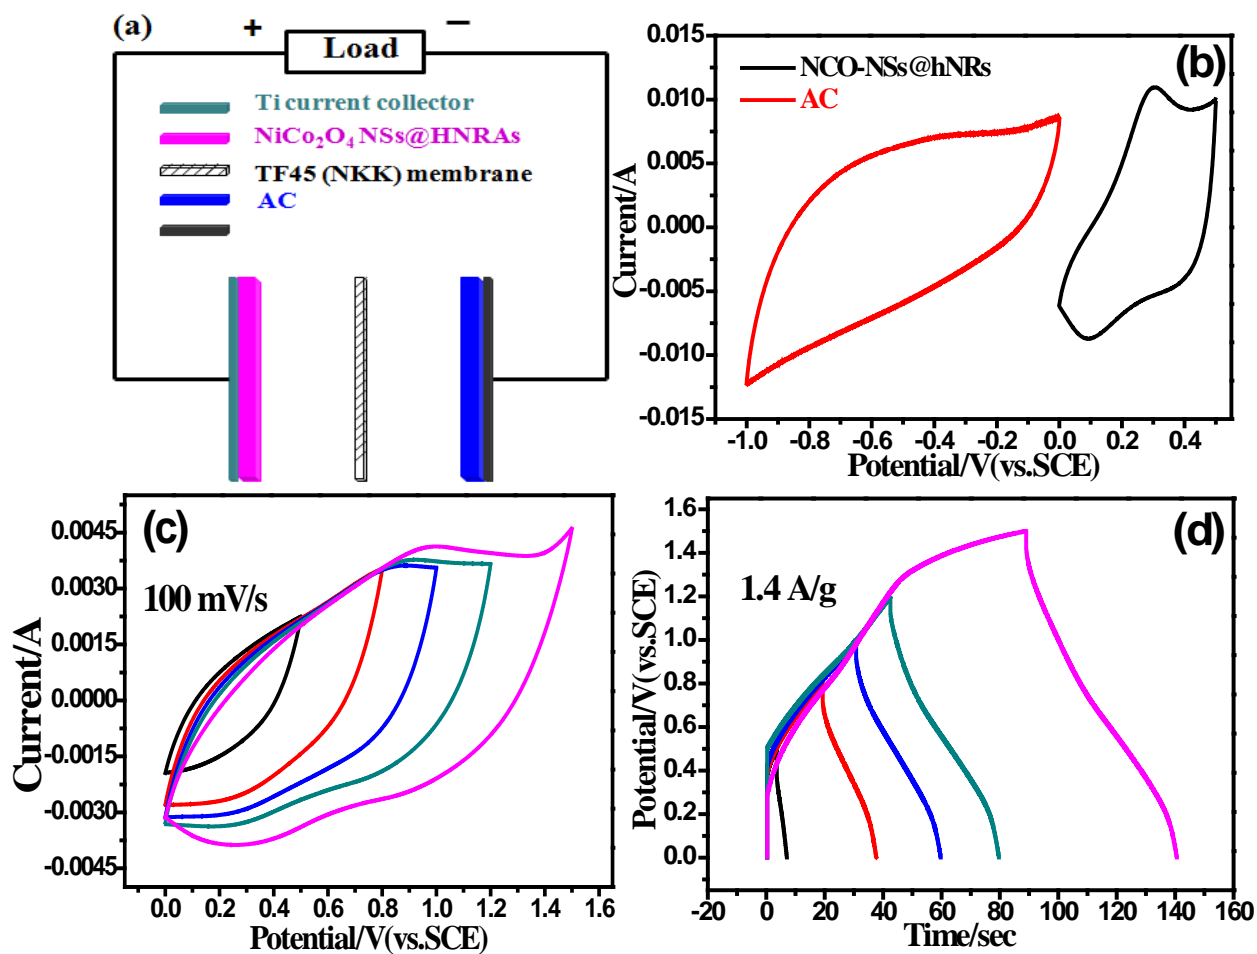 (a)
+
−
Load
Ti current collector
NiCo₂O₄ NSs@HNRAs
TF45 (NKK) membrane
AC
(b)
NCO-NSs@hNRs
AC
0.015
0.010
0.005
0.000
-0.005
-0.010
-0.015
Current/A
-1.0 -0.8 -0.6 -0.4 -0.2 0.0 0.2 0.4
Potential/V(vs.SCE)
(c)
100 mV/s
0.0045
0.0030
0.0015
0.0000
-0.0015
-0.0030
-0.0045
Current/A
0.0 0.2 0.4 0.6 0.8 1.0 1.2 1.4 1.6
Potential/V(vs.SCE)
(d)
1.4 A/g
1.6
1.4
1.2
1.0
0.8
0.6
0.4
0.2
0.0
Potential/V(vs.SCE)
-20 0 20 40 60 80 100 120 140 160
Time/sec